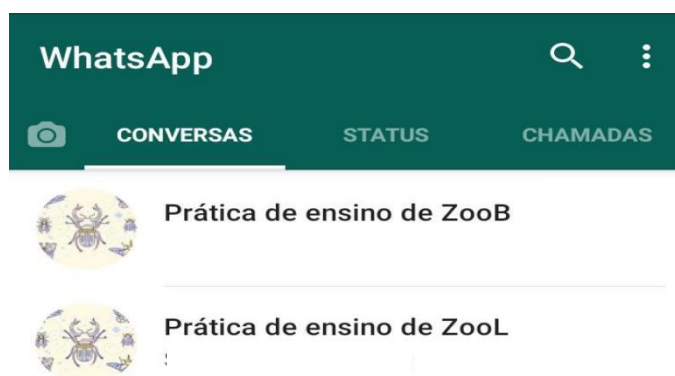 WhatsApp
CONVERSAS STATUS CHAMADAS
Prática de ensino de ZooB
Prática de ensino de ZooL